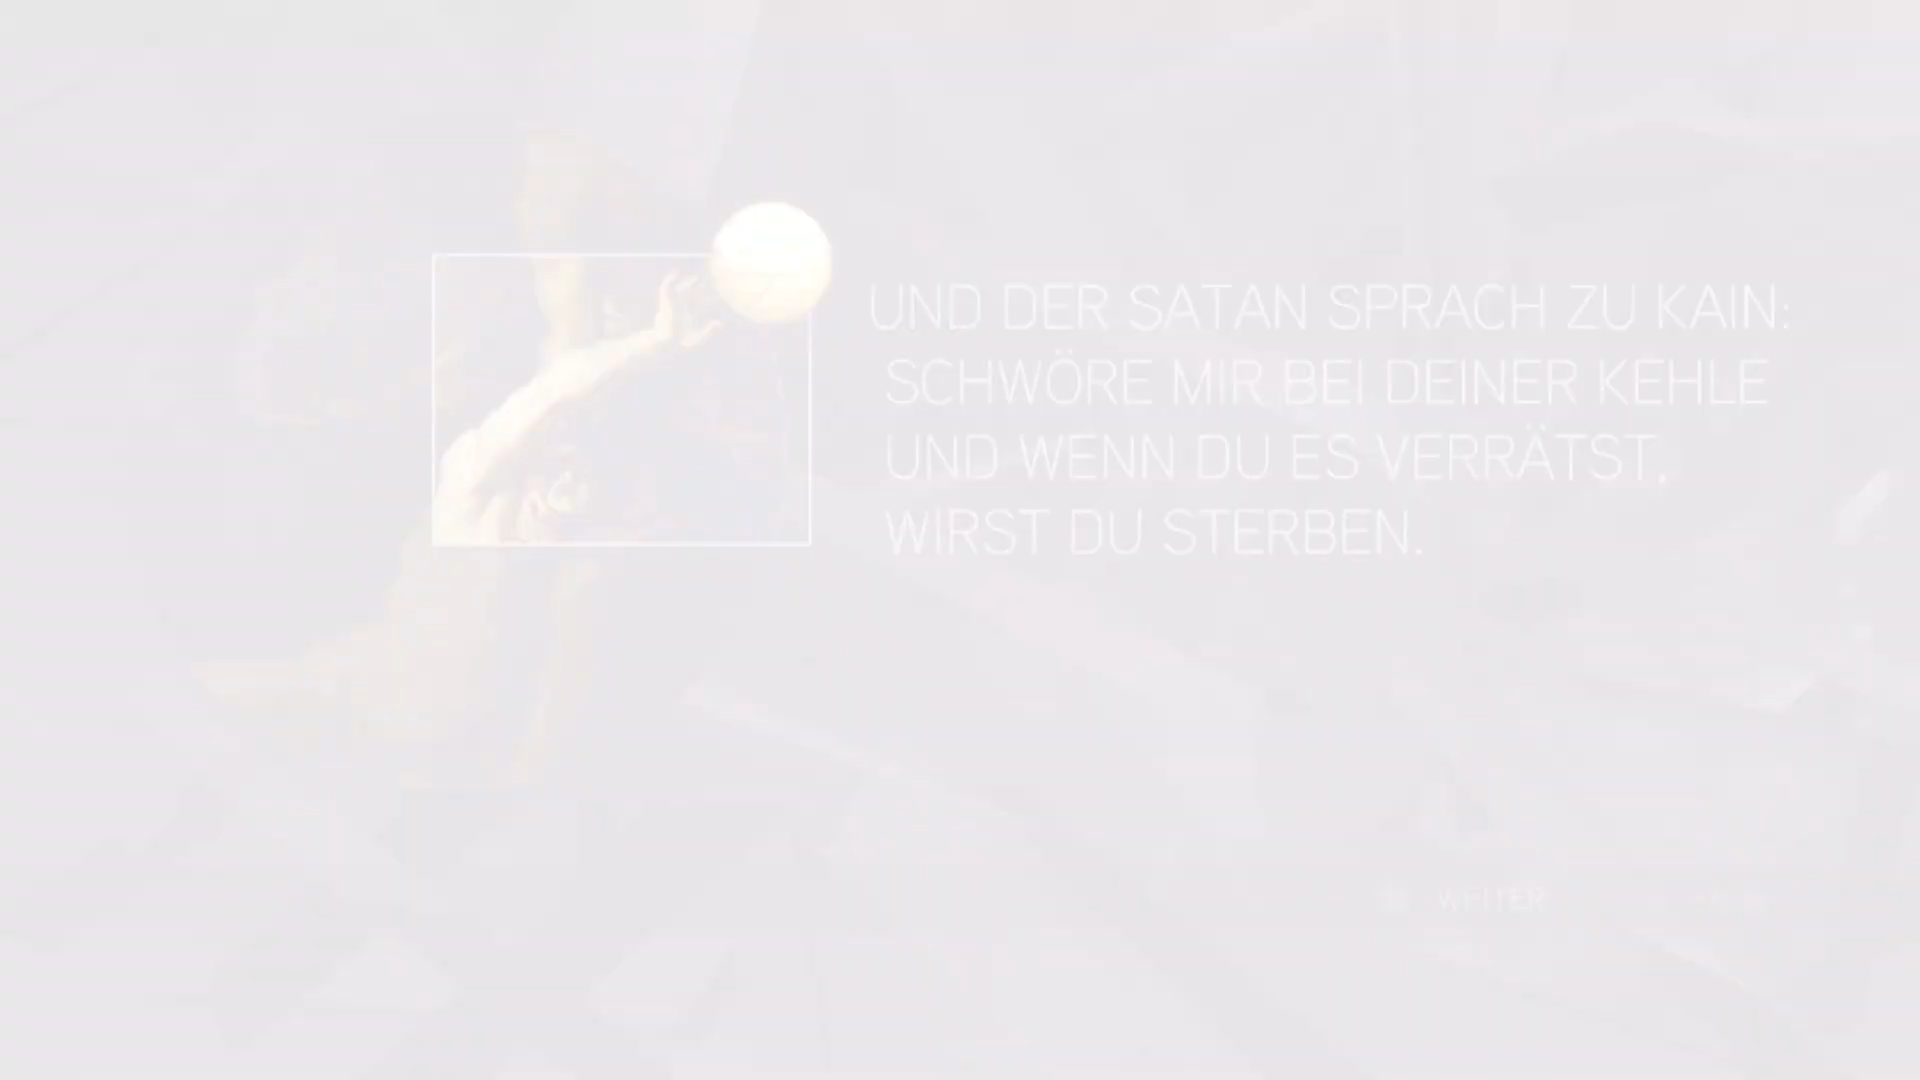 UND DER SATAN SPRACH ZU KAIN:
SCHWÖRE MIR BEI DEINER KEHLE
UND WENN DU ES VERRÄTST,
WIRST DU STERBEN.
WEITER